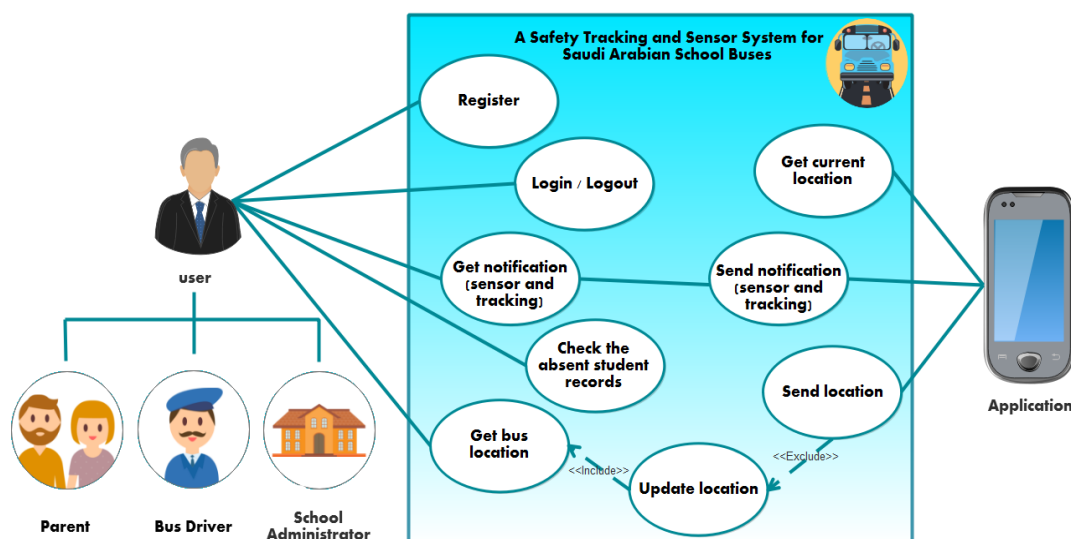 A Safety Tracking and Sensor System for
Saudi Arabian School Buses
Register
Login / Logout
Get current
location
user
Get notification
(sensor and
tracking)
Send notification
(sensor and
tracking)
Check the
absent student
records
Send location
Application
Get bus
location
<<Include>>
<<Exclude>>
Update location
Parent
Bus Driver
School
Administrator